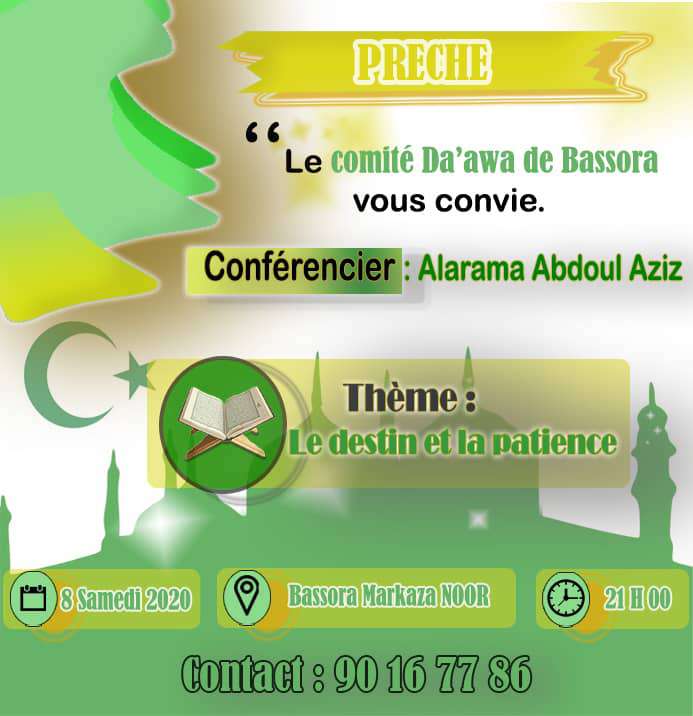 PRECHE
“ Le comité Da’awa de Bassora
vous convie.
Conférencier : Alarama Abdoul Aziz
Thème :
Le destin et la patience
8 Samedi 2020
Bassora Markaza NOOR
21 H 00
Contact : 90 16 77 86